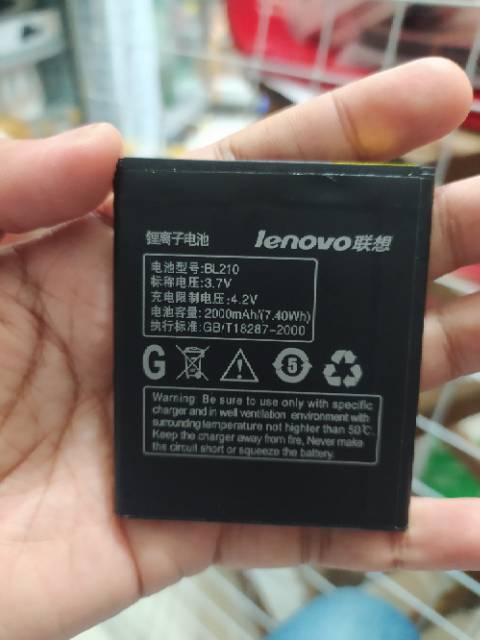 锂离子电池
lenovo联想
电池型号:BL210
标称电压:3.7V
充电限制电压:4.2V
电池容量: 2000mAh/(7.40Wh)
执行标准:GB/T18287-2000
G
5
Warning: Be sure to use only with specific
charger and in well ventilation environment with
surrounding temperature not highter than 50℃.
Keep the charger away from fire, Never make
the circuit short or squeeze the battery.